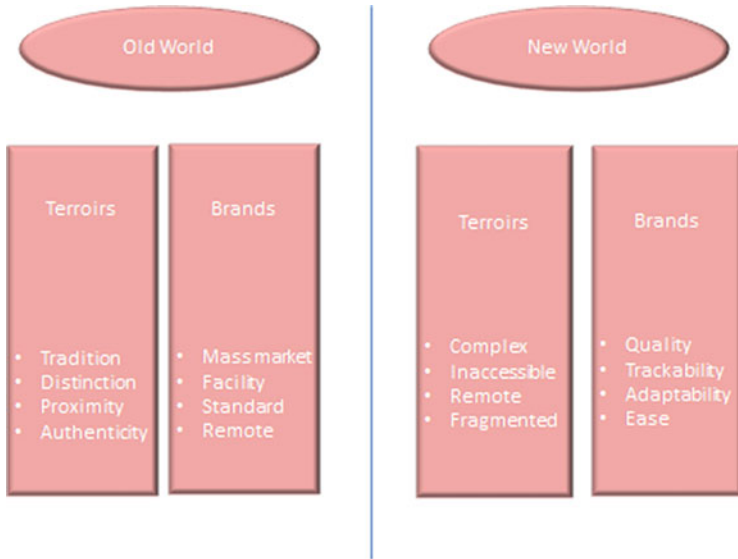 Old World
Terroirs
• Tradition
• Distinction
• Proximity
• Authenticity
Brands
• Mass market
• Facility
• Standard
• Remote
New World
Terroirs
• Complex
• Inaccessible
• Remote
• Fragmented
Brands
• Quality
• Trackability
• Adaptability
• Ease